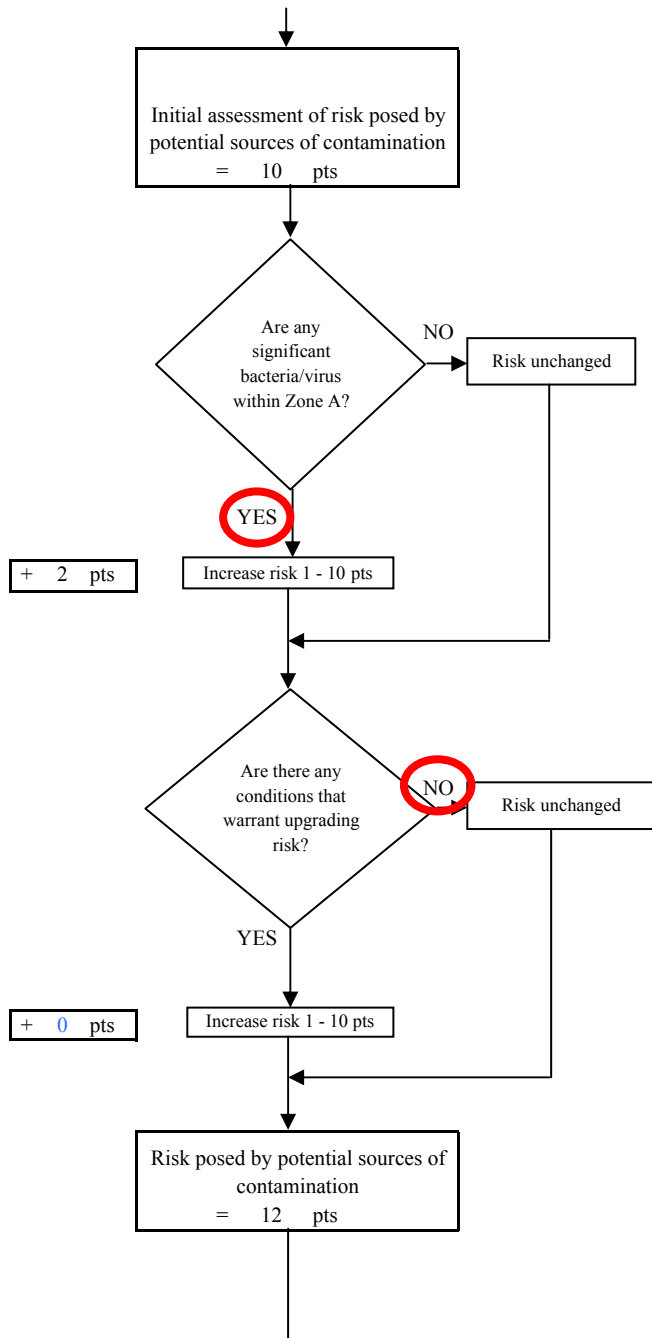 Initial assessment of risk posed by
potential sources of contamination
= 10 pts
Are any
significant
bacteria/virus
within Zone A?
NO
Risk unchanged
YES
+ 2 pts
Increase risk 1 - 10 pts
Are there any
conditions that
warrant upgrading
risk?
NO
Risk unchanged
YES
+ 0 pts
Increase risk 1 - 10 pts
Risk posed by potential sources of
contamination
= 12 pts